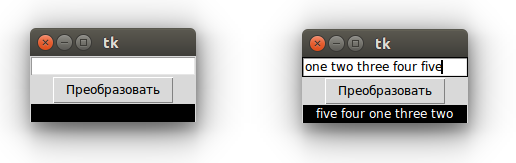 tk
Преобразовать
tk
one two three four five
Преобразовать
five four one three two